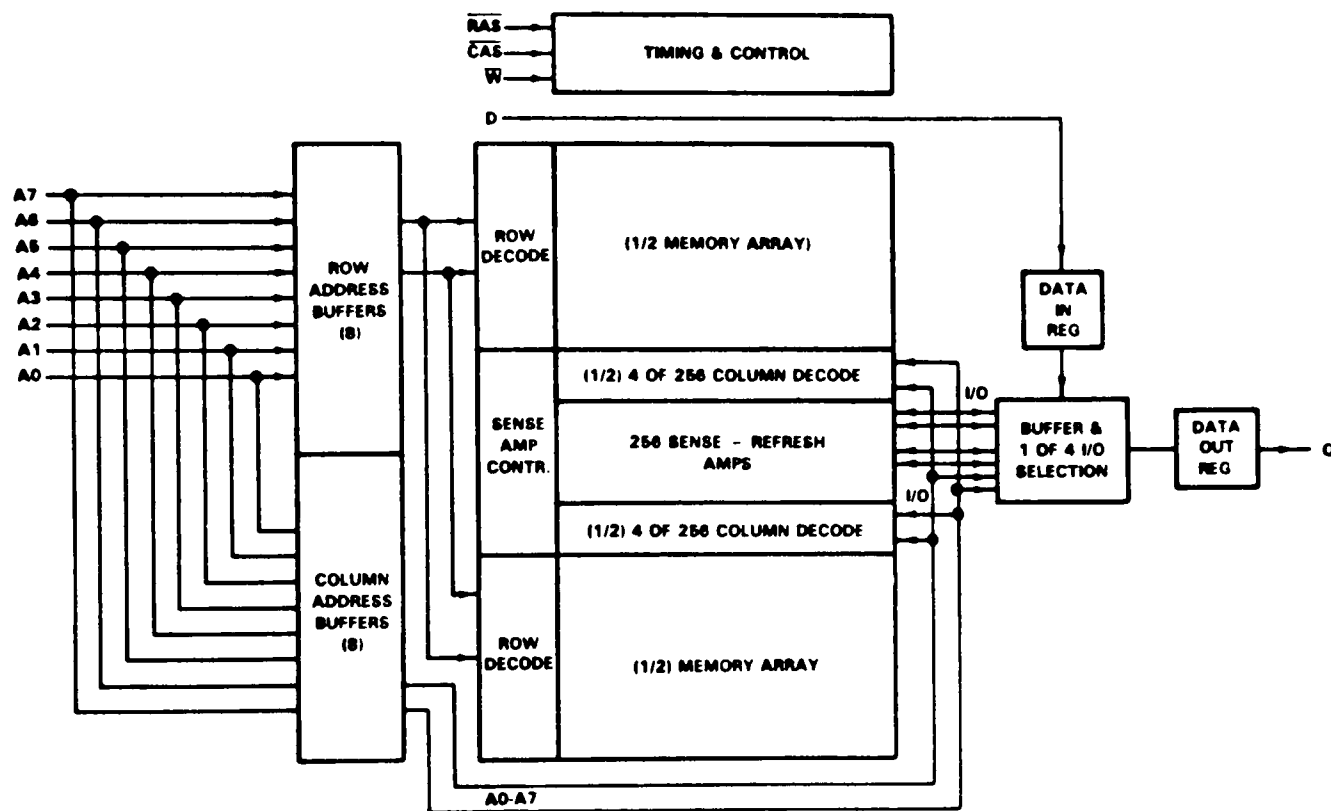 RAS
CAS
W
TIMING & CONTROL
D
A7
A6
A5
A4
A3
A2
A1
A0
ROW
ADDRESS
BUFFERS
(8)
COLUMN
ADDRESS
BUFFERS
(8)
ROW
DECODE
(1/2 MEMORY ARRAY)
SENSE
AMP
CONTR.
(1/2) 4 OF 256 COLUMN DECODE
256 SENSE - REFRESH
AMPS
(1/2) 4 OF 256 COLUMN DECODE
ROW
DECODE
(1/2) MEMORY ARRAY
DATA
IN
REG
I/O
I/O
BUFFER &
1 OF 4 I/O
SELECTION
DATA
OUT
REG
Q
A0-A7